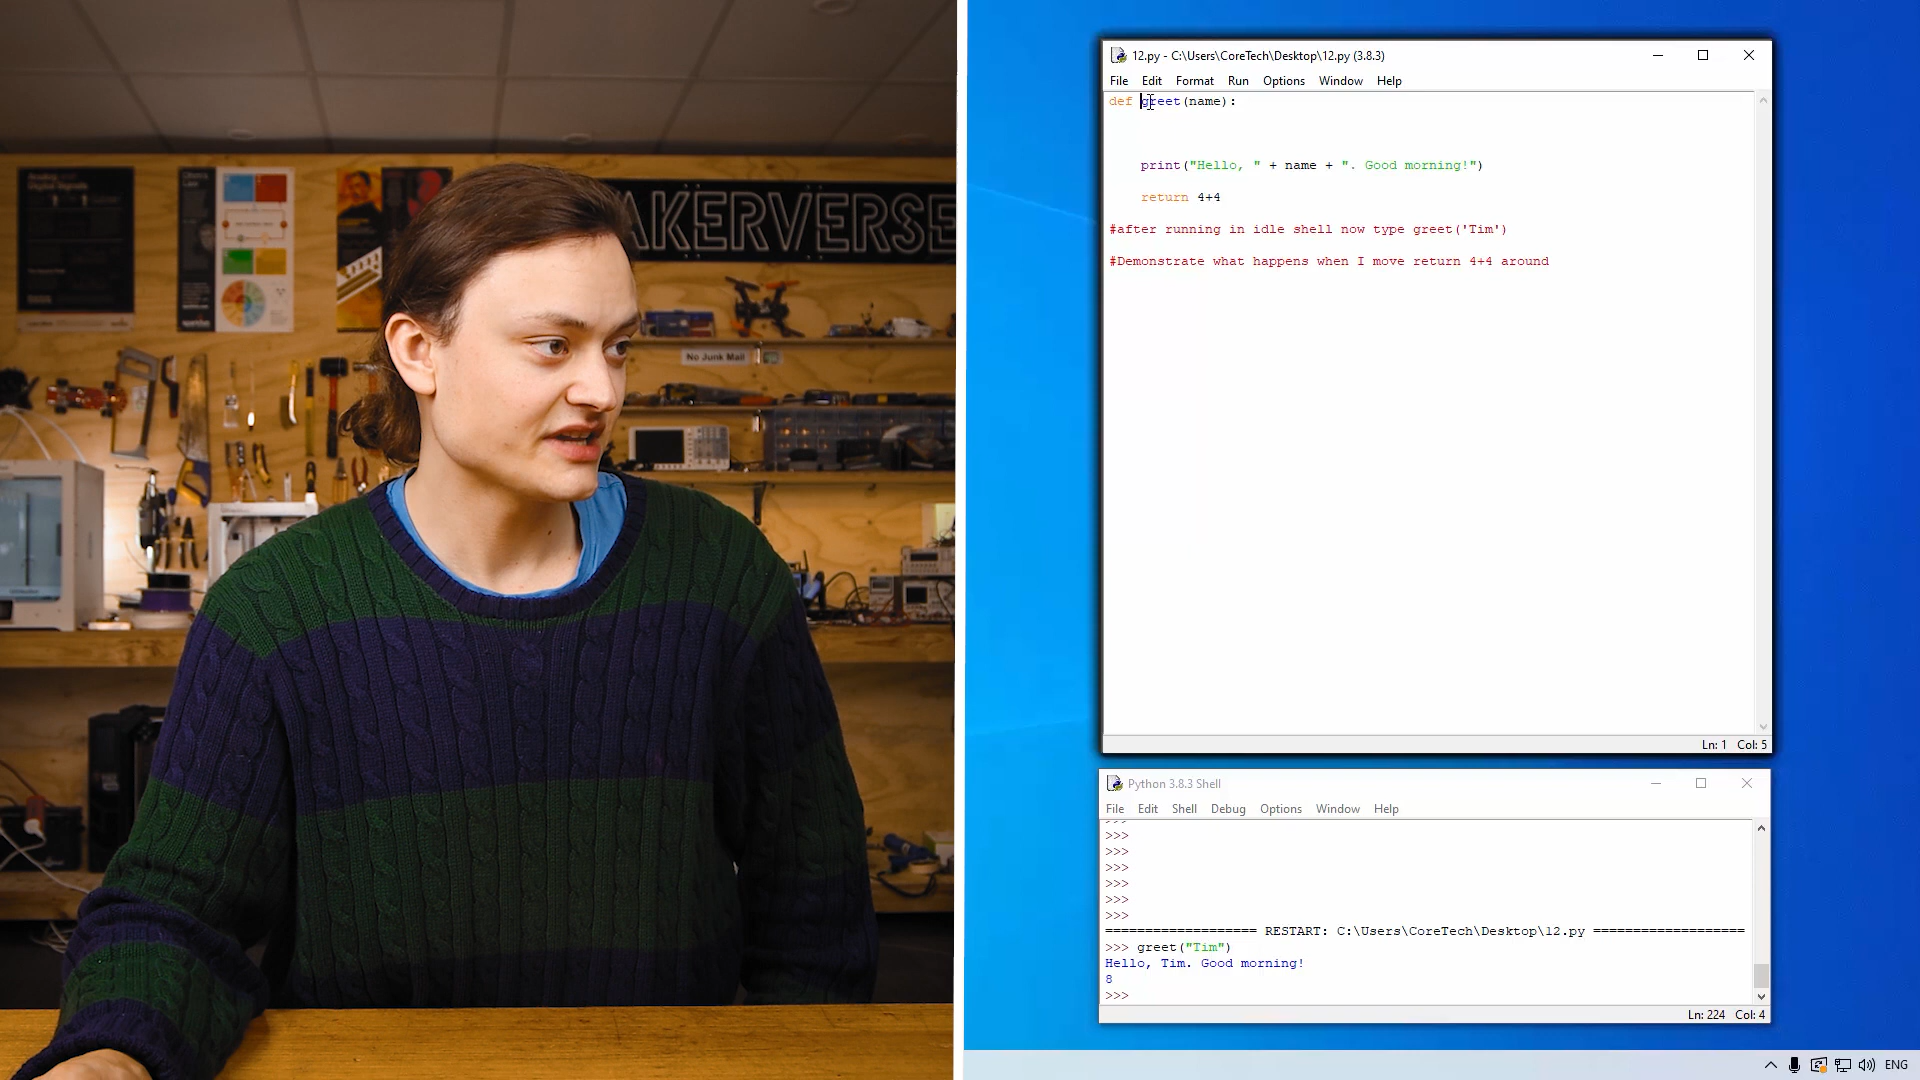 AKERVERSE
No Junk Mail
12.py - C:\Users\CoreTech\Desktop\12.py (3.8.3)
File Edit Format Run Options Window Help
def greet(name):
print("Hello, " + name + ". Good morning!")
return 4+4
#after running in idle shell now type greet('Tim')
#Demonstrate what happens when I move return 4+4 around
Ln: 1 Col: 5
Python 3.8.3 Shell
File Edit Shell Debug Options Window Help
>>>
>>>
>>>
>>>
>>>
>>>
=================== RESTART: C:\Users\CoreTech\Desktop\12.py ===================
>>> greet("Tim")
Hello, Tim. Good morning!
8
>>>
Ln: 224 Col: 4
ENG